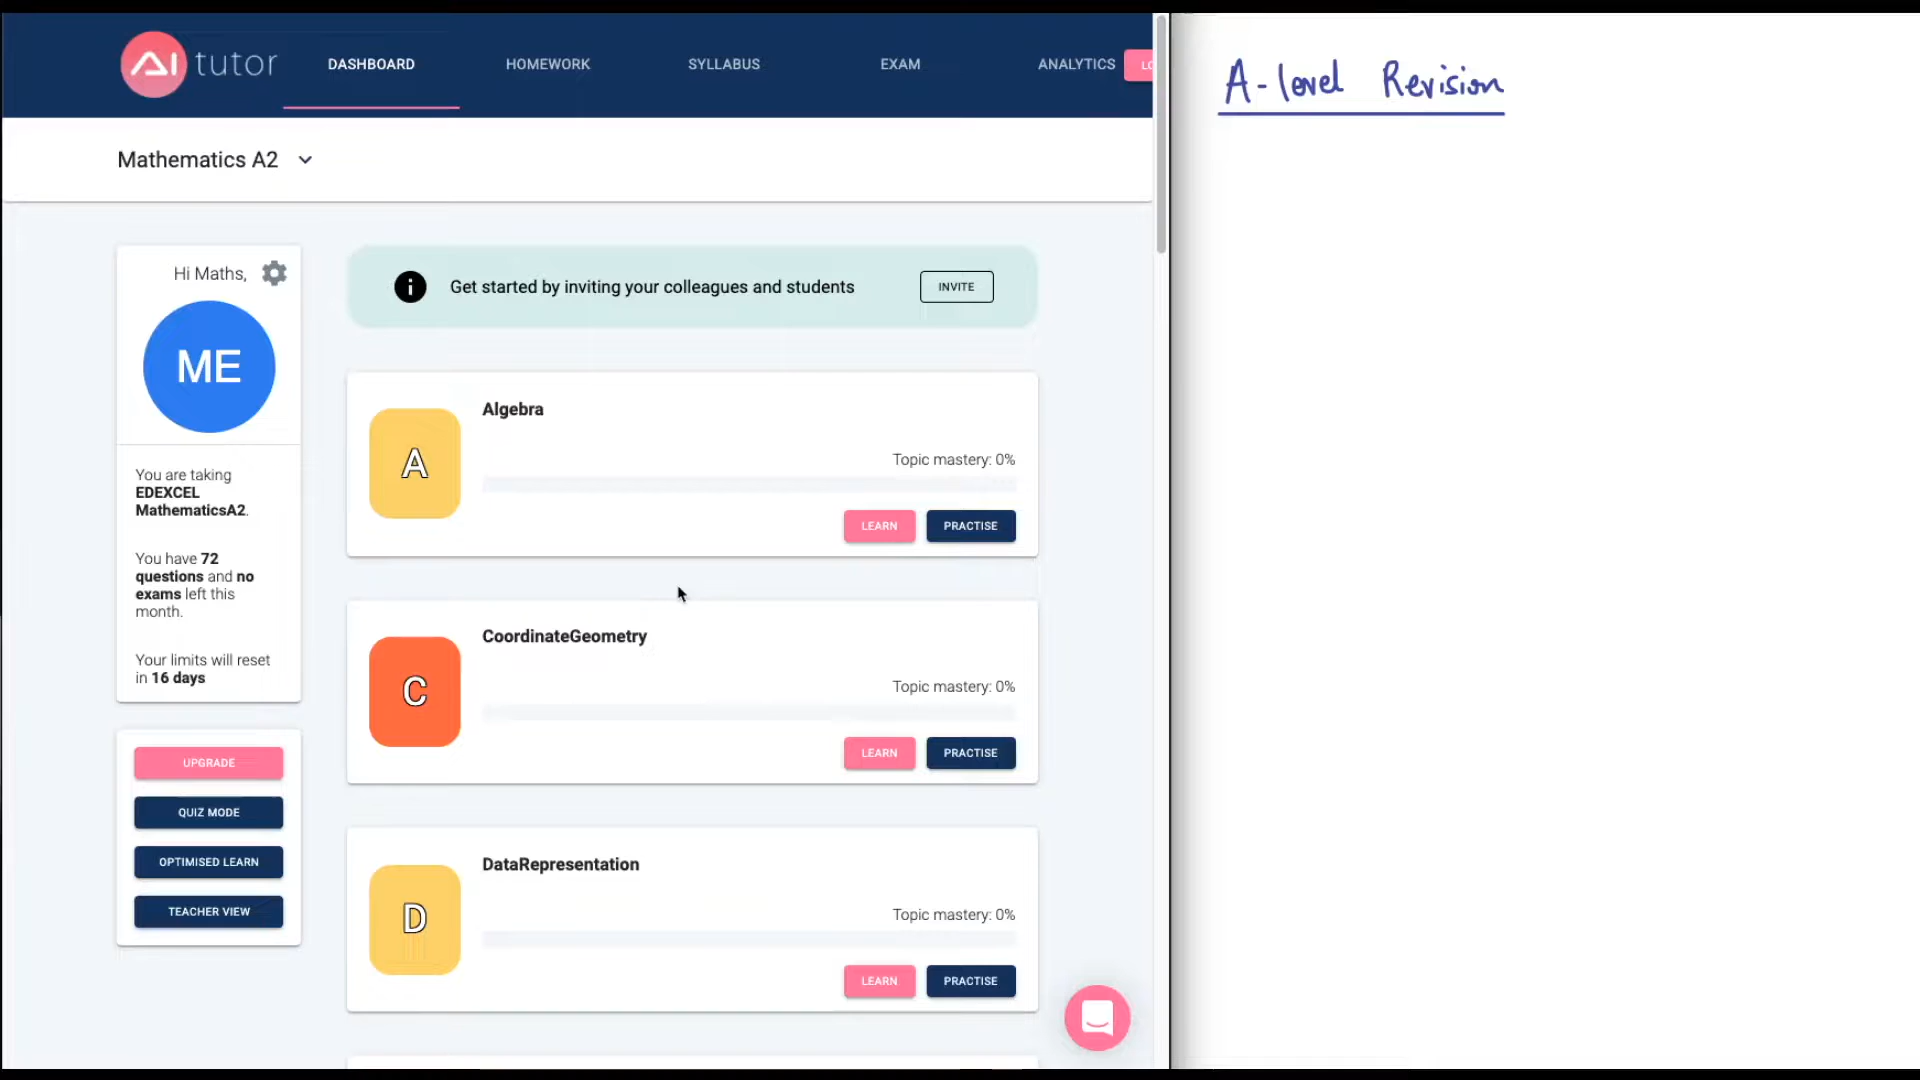 AI tutor
DASHBOARD
HOMEWORK
SYLLABUS
EXAM
ANALYTICS
LO
A-level Revision
Mathematics A2
Hi Maths,
ME
You are taking
EDEXCEL
MathematicsA2.
You have 72
questions and no
exams left this
month.
Your limits will reset
in 16 days
UPGRADE
QUIZ MODE
OPTIMISED LEARN
TEACHER VIEW
i Get started by inviting your colleagues and students
INVITE
A
Algebra
Topic mastery: 0%
LEARN
PRACTISE
C
CoordinateGeometry
Topic mastery: 0%
LEARN
PRACTISE
D
DataRepresentation
Topic mastery: 0%
LEARN
PRACTISE